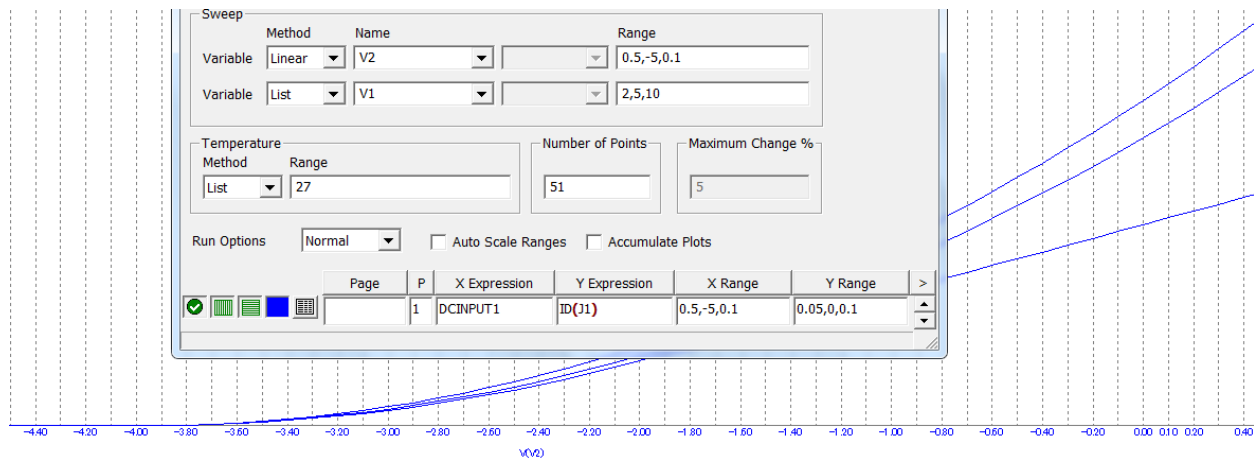 Sweep
Method Name Range
Variable Linear V2 0.5,-5,0.1
Variable List V1 2,5,10
Temperature Number of Points Maximum Change %
Method Range
List 27 51 5
Run Options Normal Auto Scale Ranges Accumulate Plots
Page P X Expression Y Expression X Range Y Range >
1 DCINPUT1 ID(J1) 0.5,-5,0.1 0.05,0,0.1
-4.40 -4.20 -4.00 -3.80 -3.60 -3.40 -3.20 -3.00 -2.80 -2.60 -2.40 -2.20 -2.00 -1.80 -1.60 -1.40 -1.20 -1.00 -0.80 -0.60 -0.40 -0.20 0.00 0.10 0.20 0.40
V(V2)